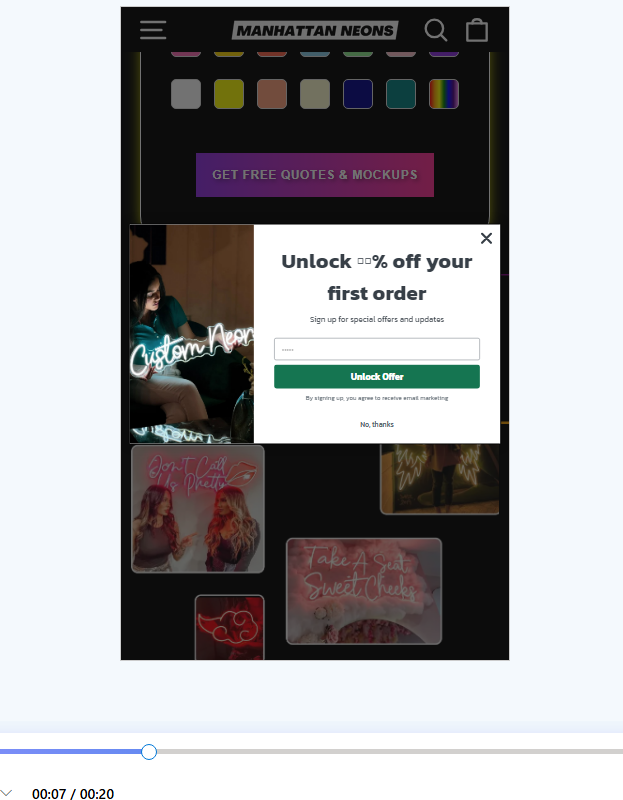 MANHATTAN NEONS
GET FREE QUOTES & MOCKUPS
Unlock ▯▯% off your
first order
Sign up for special offers and updates
Unlock Offer
By signing up, you agree to receive email marketing
No, thanks
Custom Neon
Don't Call
Us Pretty
Take A Seat
Sweet Cheeks
00:07 / 00:20